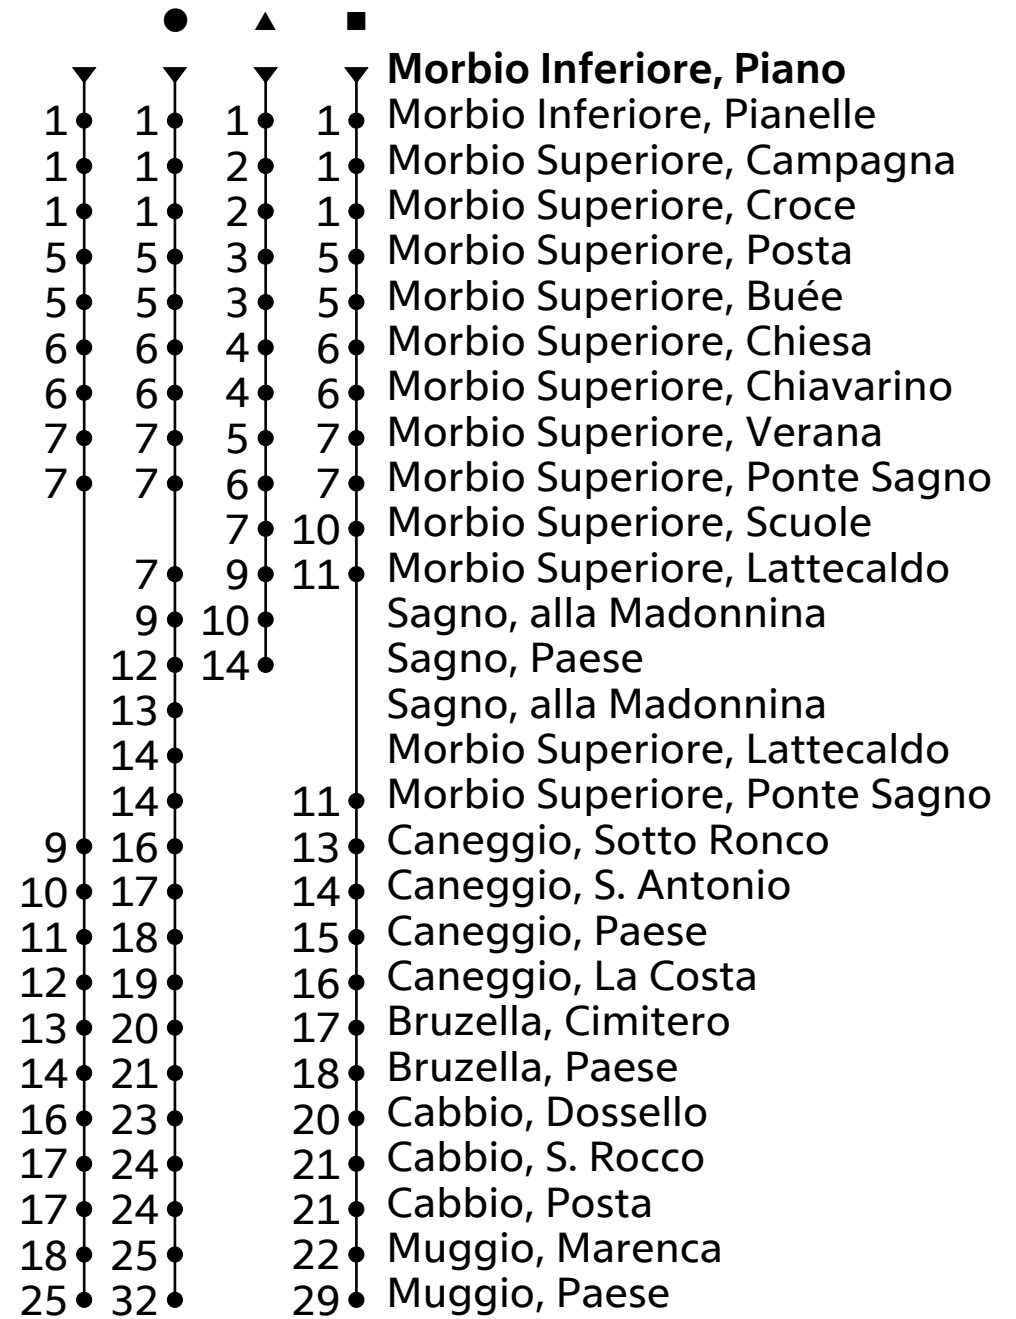 ● ▲ ■
Morbio Inferiore, Piano
1 1 1 1 Morbio Inferiore, Pianelle
1 1 2 1 Morbio Superiore, Campagna
1 1 2 1 Morbio Superiore, Croce
5 5 3 5 Morbio Superiore, Posta
5 5 3 5 Morbio Superiore, Buée
6 6 4 6 Morbio Superiore, Chiesa
6 6 4 6 Morbio Superiore, Chiavarino
7 7 5 7 Morbio Superiore, Verana
7 7 6 7 Morbio Superiore, Ponte Sagno
7 10 Morbio Superiore, Scuole
7 9 11 Morbio Superiore, Lattecaldo
9 10 Sagno, alla Madonnina
12 14 Sagno, Paese
13 Sagno, alla Madonnina
14 Morbio Superiore, Lattecaldo
14 11 Morbio Superiore, Ponte Sagno
9 16 13 Caneggio, Sotto Ronco
10 17 14 Caneggio, S. Antonio
11 18 15 Caneggio, Paese
12 19 16 Caneggio, La Costa
13 20 17 Bruzella, Cimitero
14 21 18 Bruzella, Paese
16 23 20 Cabbio, Dossello
17 24 21 Cabbio, S. Rocco
17 24 21 Cabbio, Posta
18 25 22 Muggio, Marenca
25 32 29 Muggio, Paese